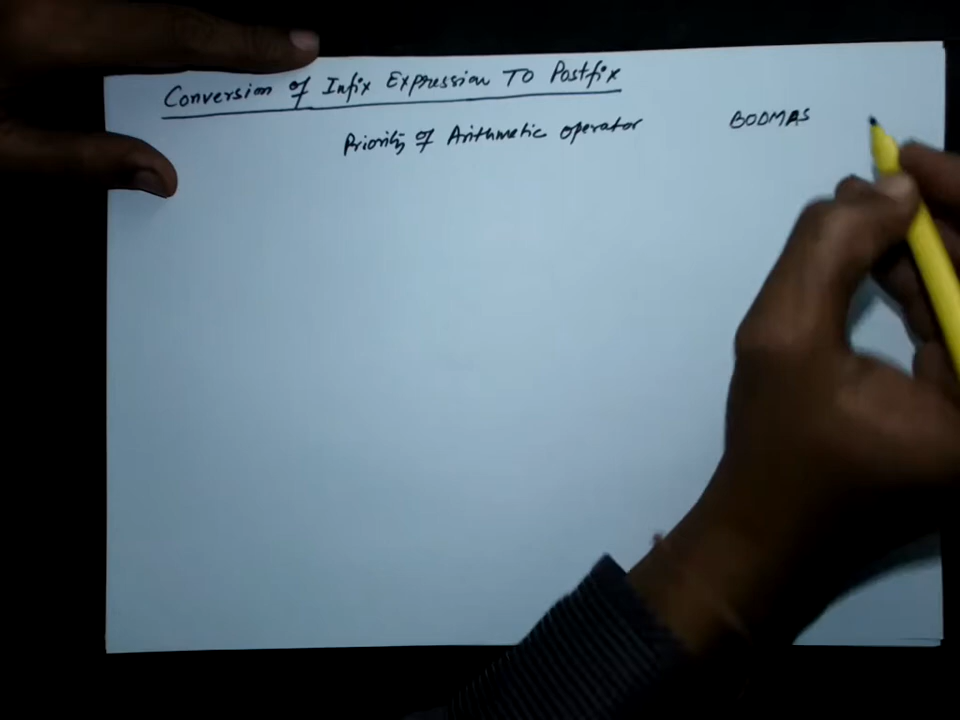 Conversion of Infix Expression To Postfix
Priority of Arithmetic operator BODMAS